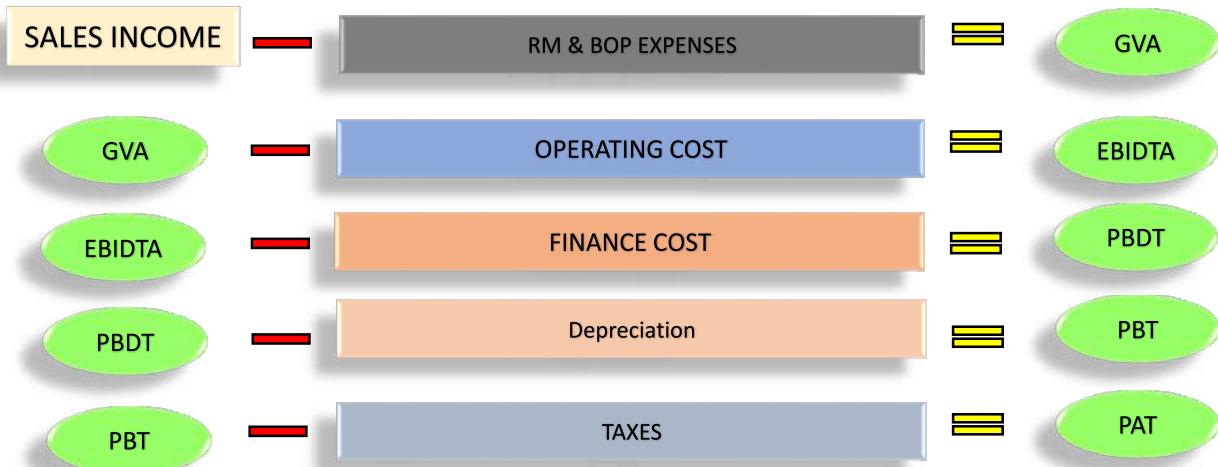 SALES INCOME
RM & BOP EXPENSES
GVA
GVA
OPERATING COST
EBIDTA
EBIDTA
FINANCE COST
PBDT
PBDT
Depreciation
PBT
PBT
TAXES
PAT